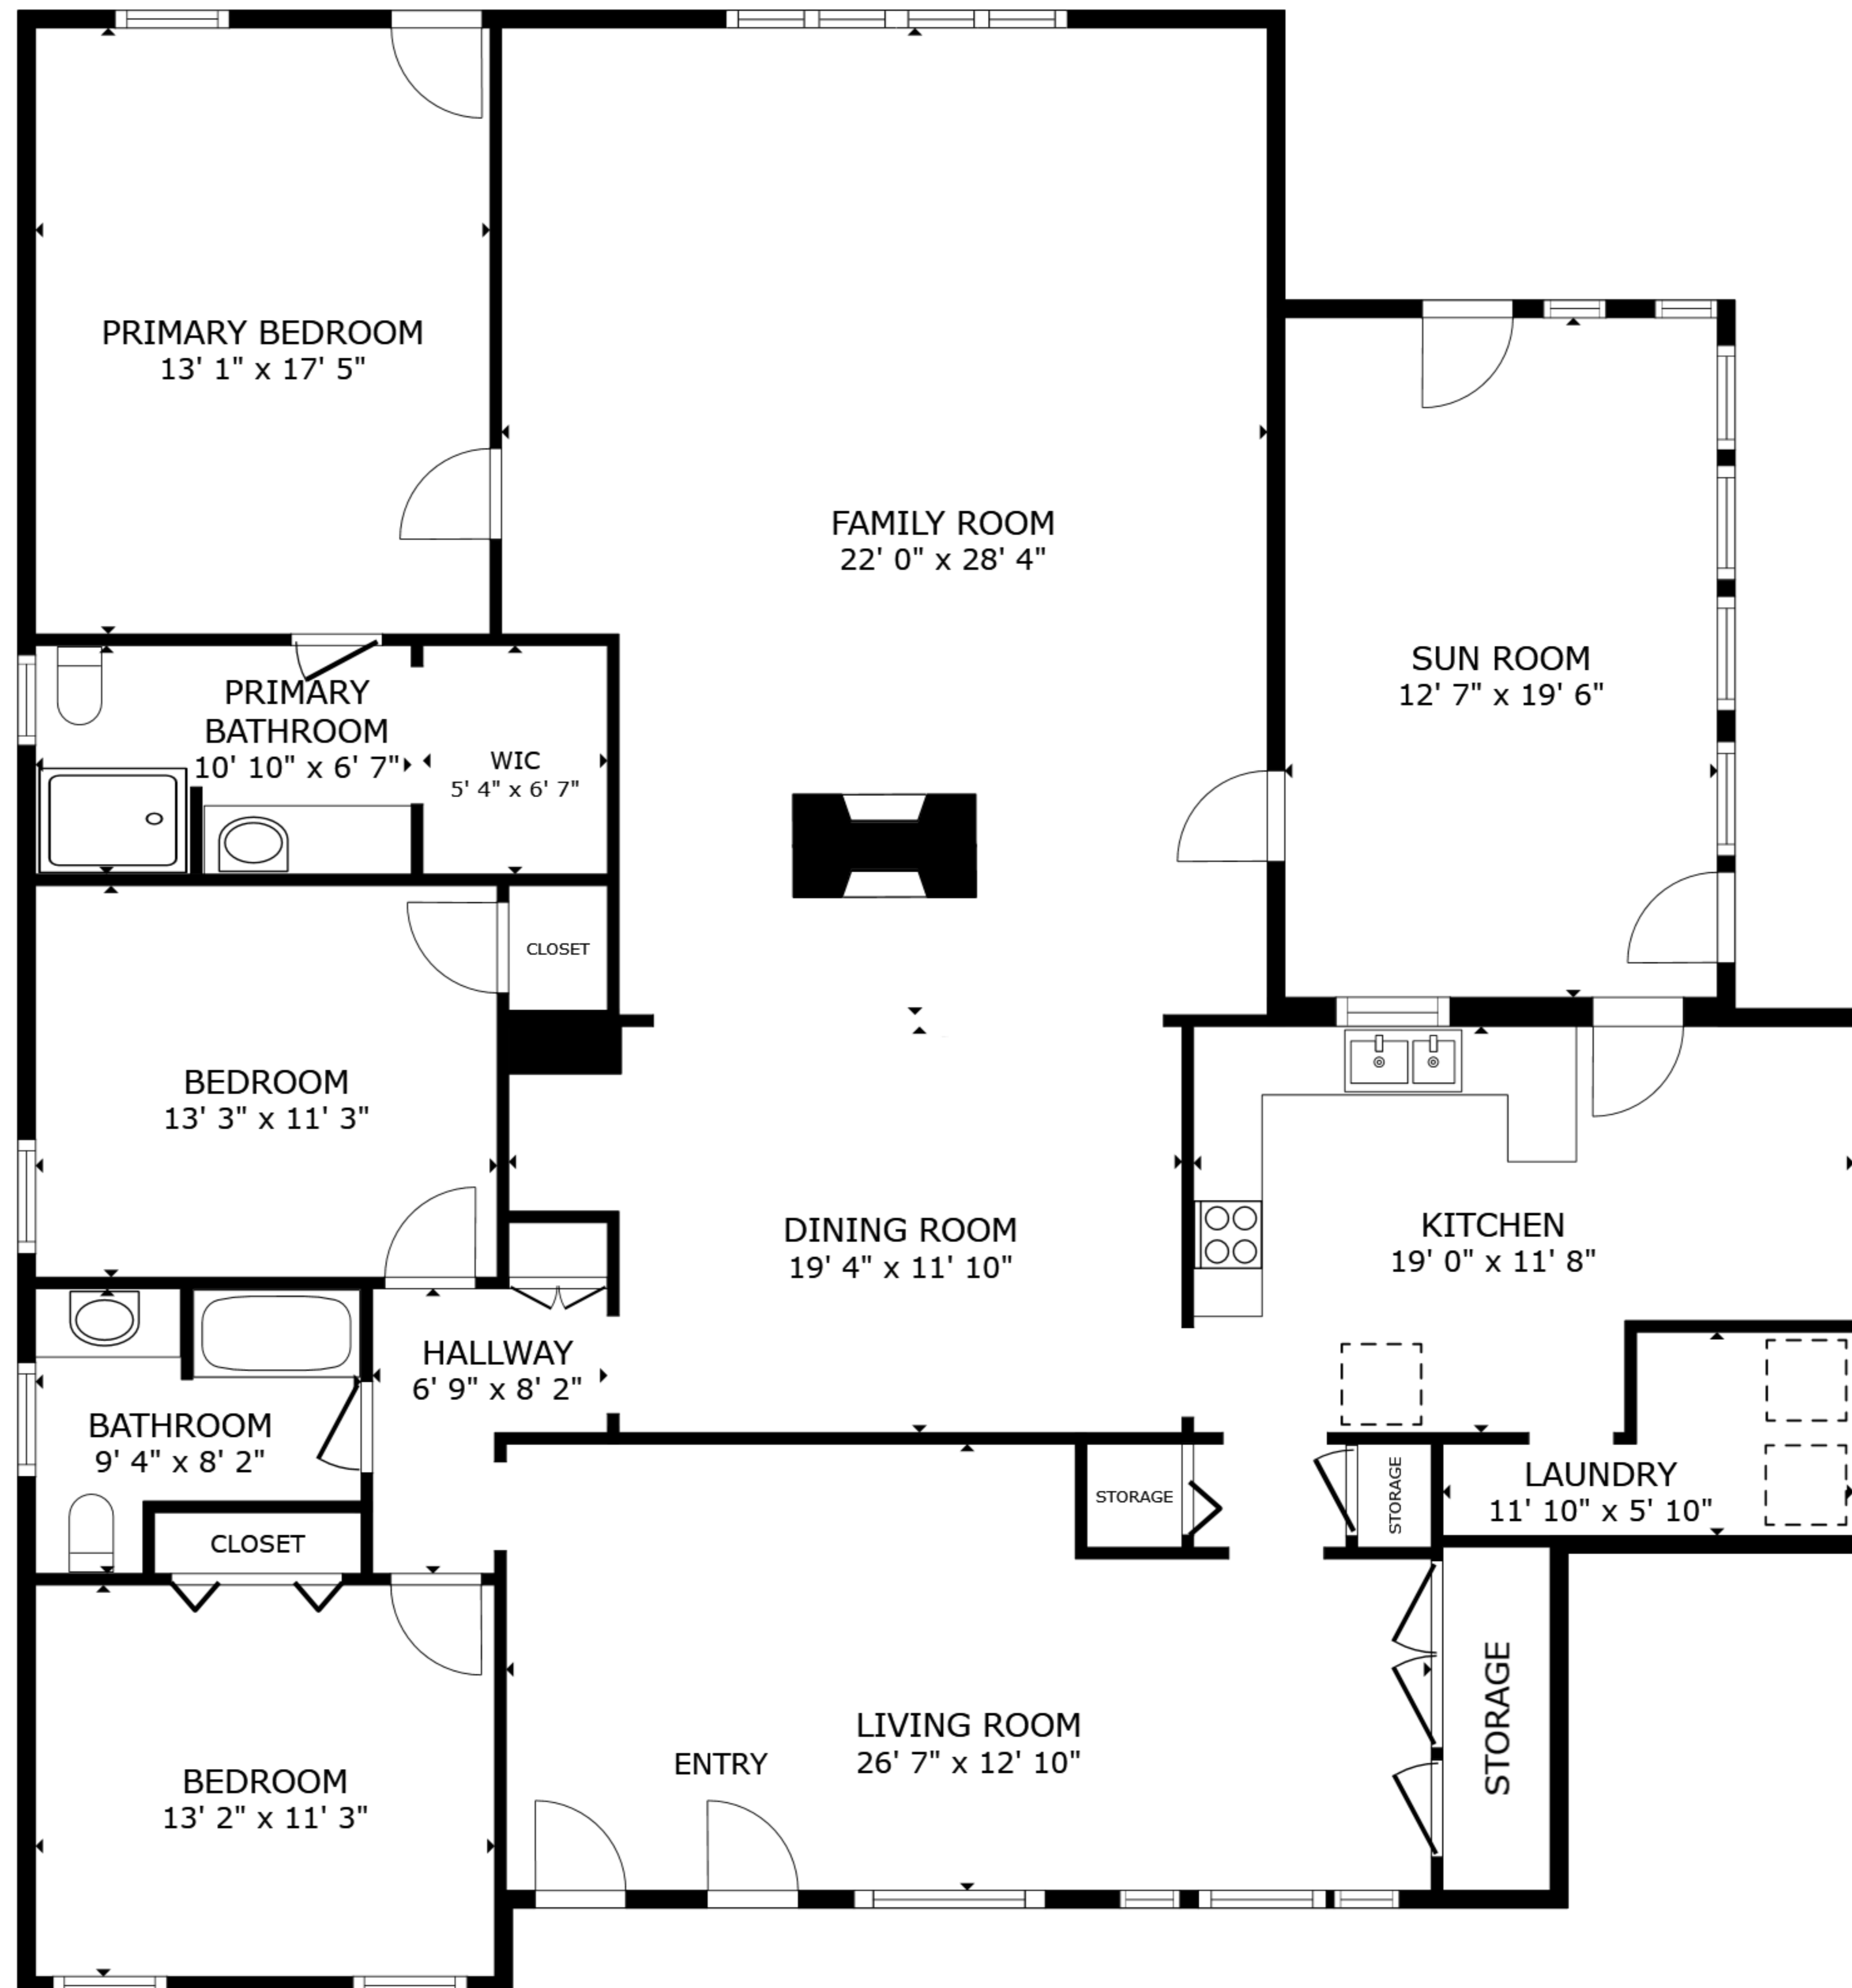 PRIMARY BEDROOM
13' 1" x 17' 5"
FAMILY ROOM
22' 0" x 28' 4"
SUN ROOM
12' 7" x 19' 6"
PRIMARY
BATHROOM
10' 10" x 6' 7"
WIC
5' 4" x 6' 7"
CLOSET
BEDROOM
13' 3" x 11' 3"
DINING ROOM
19' 4" x 11' 10"
KITCHEN
19' 0" x 11' 8"
HALLWAY
6' 9" x 8' 2"
BATHROOM
9' 4" x 8' 2"
STORAGE
STORAGE
LAUNDRY
11' 10" x 5' 10"
CLOSET
STORAGE
LIVING ROOM
26' 7" x 12' 10"
ENTRY
BEDROOM
13' 2" x 11' 3"